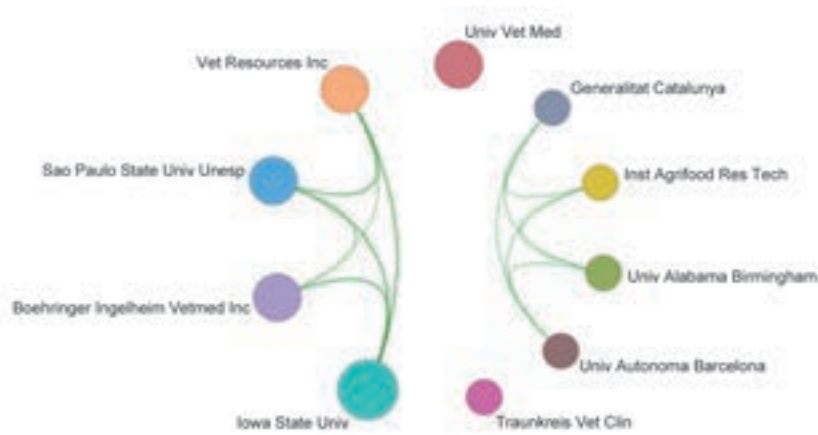 Univ Vet Med
Vet Resources Inc
Generalitat Catalunya
Sao Paulo State Univ Unesp
Inst Agrifood Res Tech
Univ Alabama Birmingham
Boehringer Ingelheim Vetmed Inc
Univ Autonoma Barcelona
Iowa State Univ
Traunkreis Vet Clin